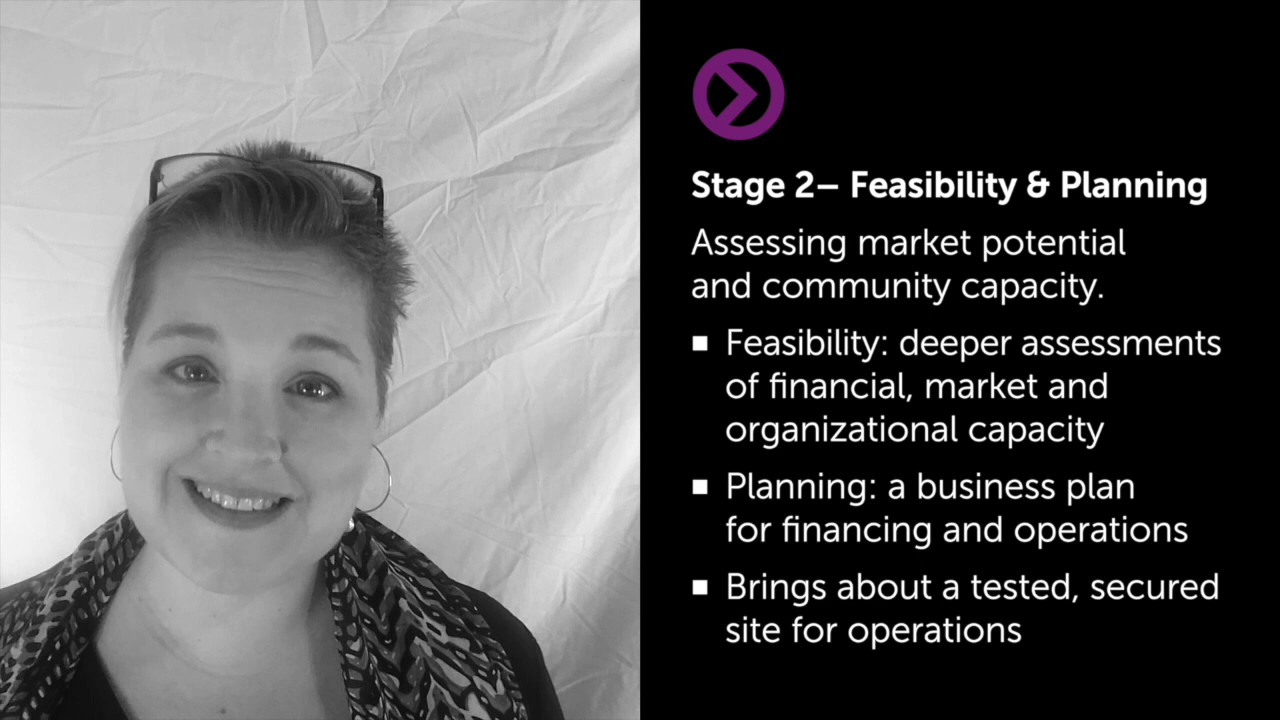 Stage 2– Feasibility & Planning
Assessing market potential
and community capacity.
▪ Feasibility: deeper assessments
of financial, market and
organizational capacity
▪ Planning: a business plan
for financing and operations
▪ Brings about a tested, secured
site for operations